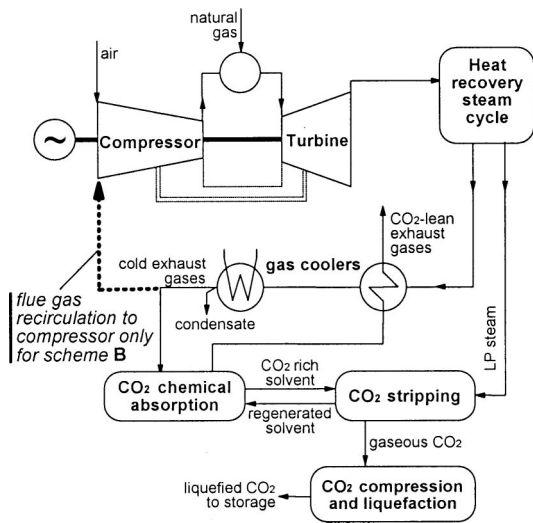 natural
gas
air
Heat
recovery
steam
cycle
~
Compressor
Turbine
CO₂-lean
exhaust
gases
cold exhaust
gases
gas coolers
flue gas
recirculation to
compressor only
for scheme B
condensate
LP steam
CO₂ chemical
absorption
CO₂ rich
solvent
regenerated
solvent
CO₂ stripping
gaseous CO₂
liquefied CO₂
to storage
CO₂ compression
and liquefaction